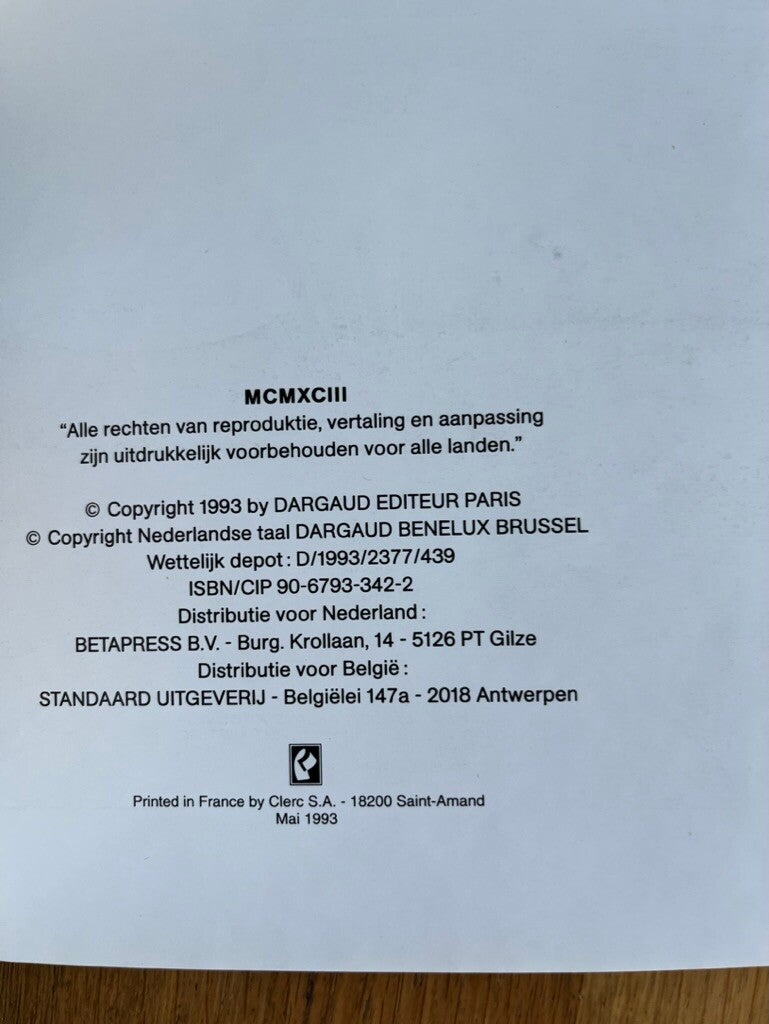 MCMXCIII
“Alle rechten van reproduktie, vertaling en aanpassing
zijn uitdrukkelijk voorbehouden voor alle landen.”
© Copyright 1993 by DARGAUD EDITEUR PARIS
© Copyright Nederlandse taal DARGAUD BENELUX BRUSSEL
Wettelijk depot : D/1993/2377/439
ISBN/CIP 90-6793-342-2
Distributie voor Nederland :
BETAPRESS B.V. - Burg. Krollaan, 14 - 5126 PT Gilze
Distributie voor België :
STANDAARD UITGEVERIJ - Belgiëlei 147a - 2018 Antwerpen
Printed in France by Clerc S.A. - 18200 Saint-Amand
Mai 1993